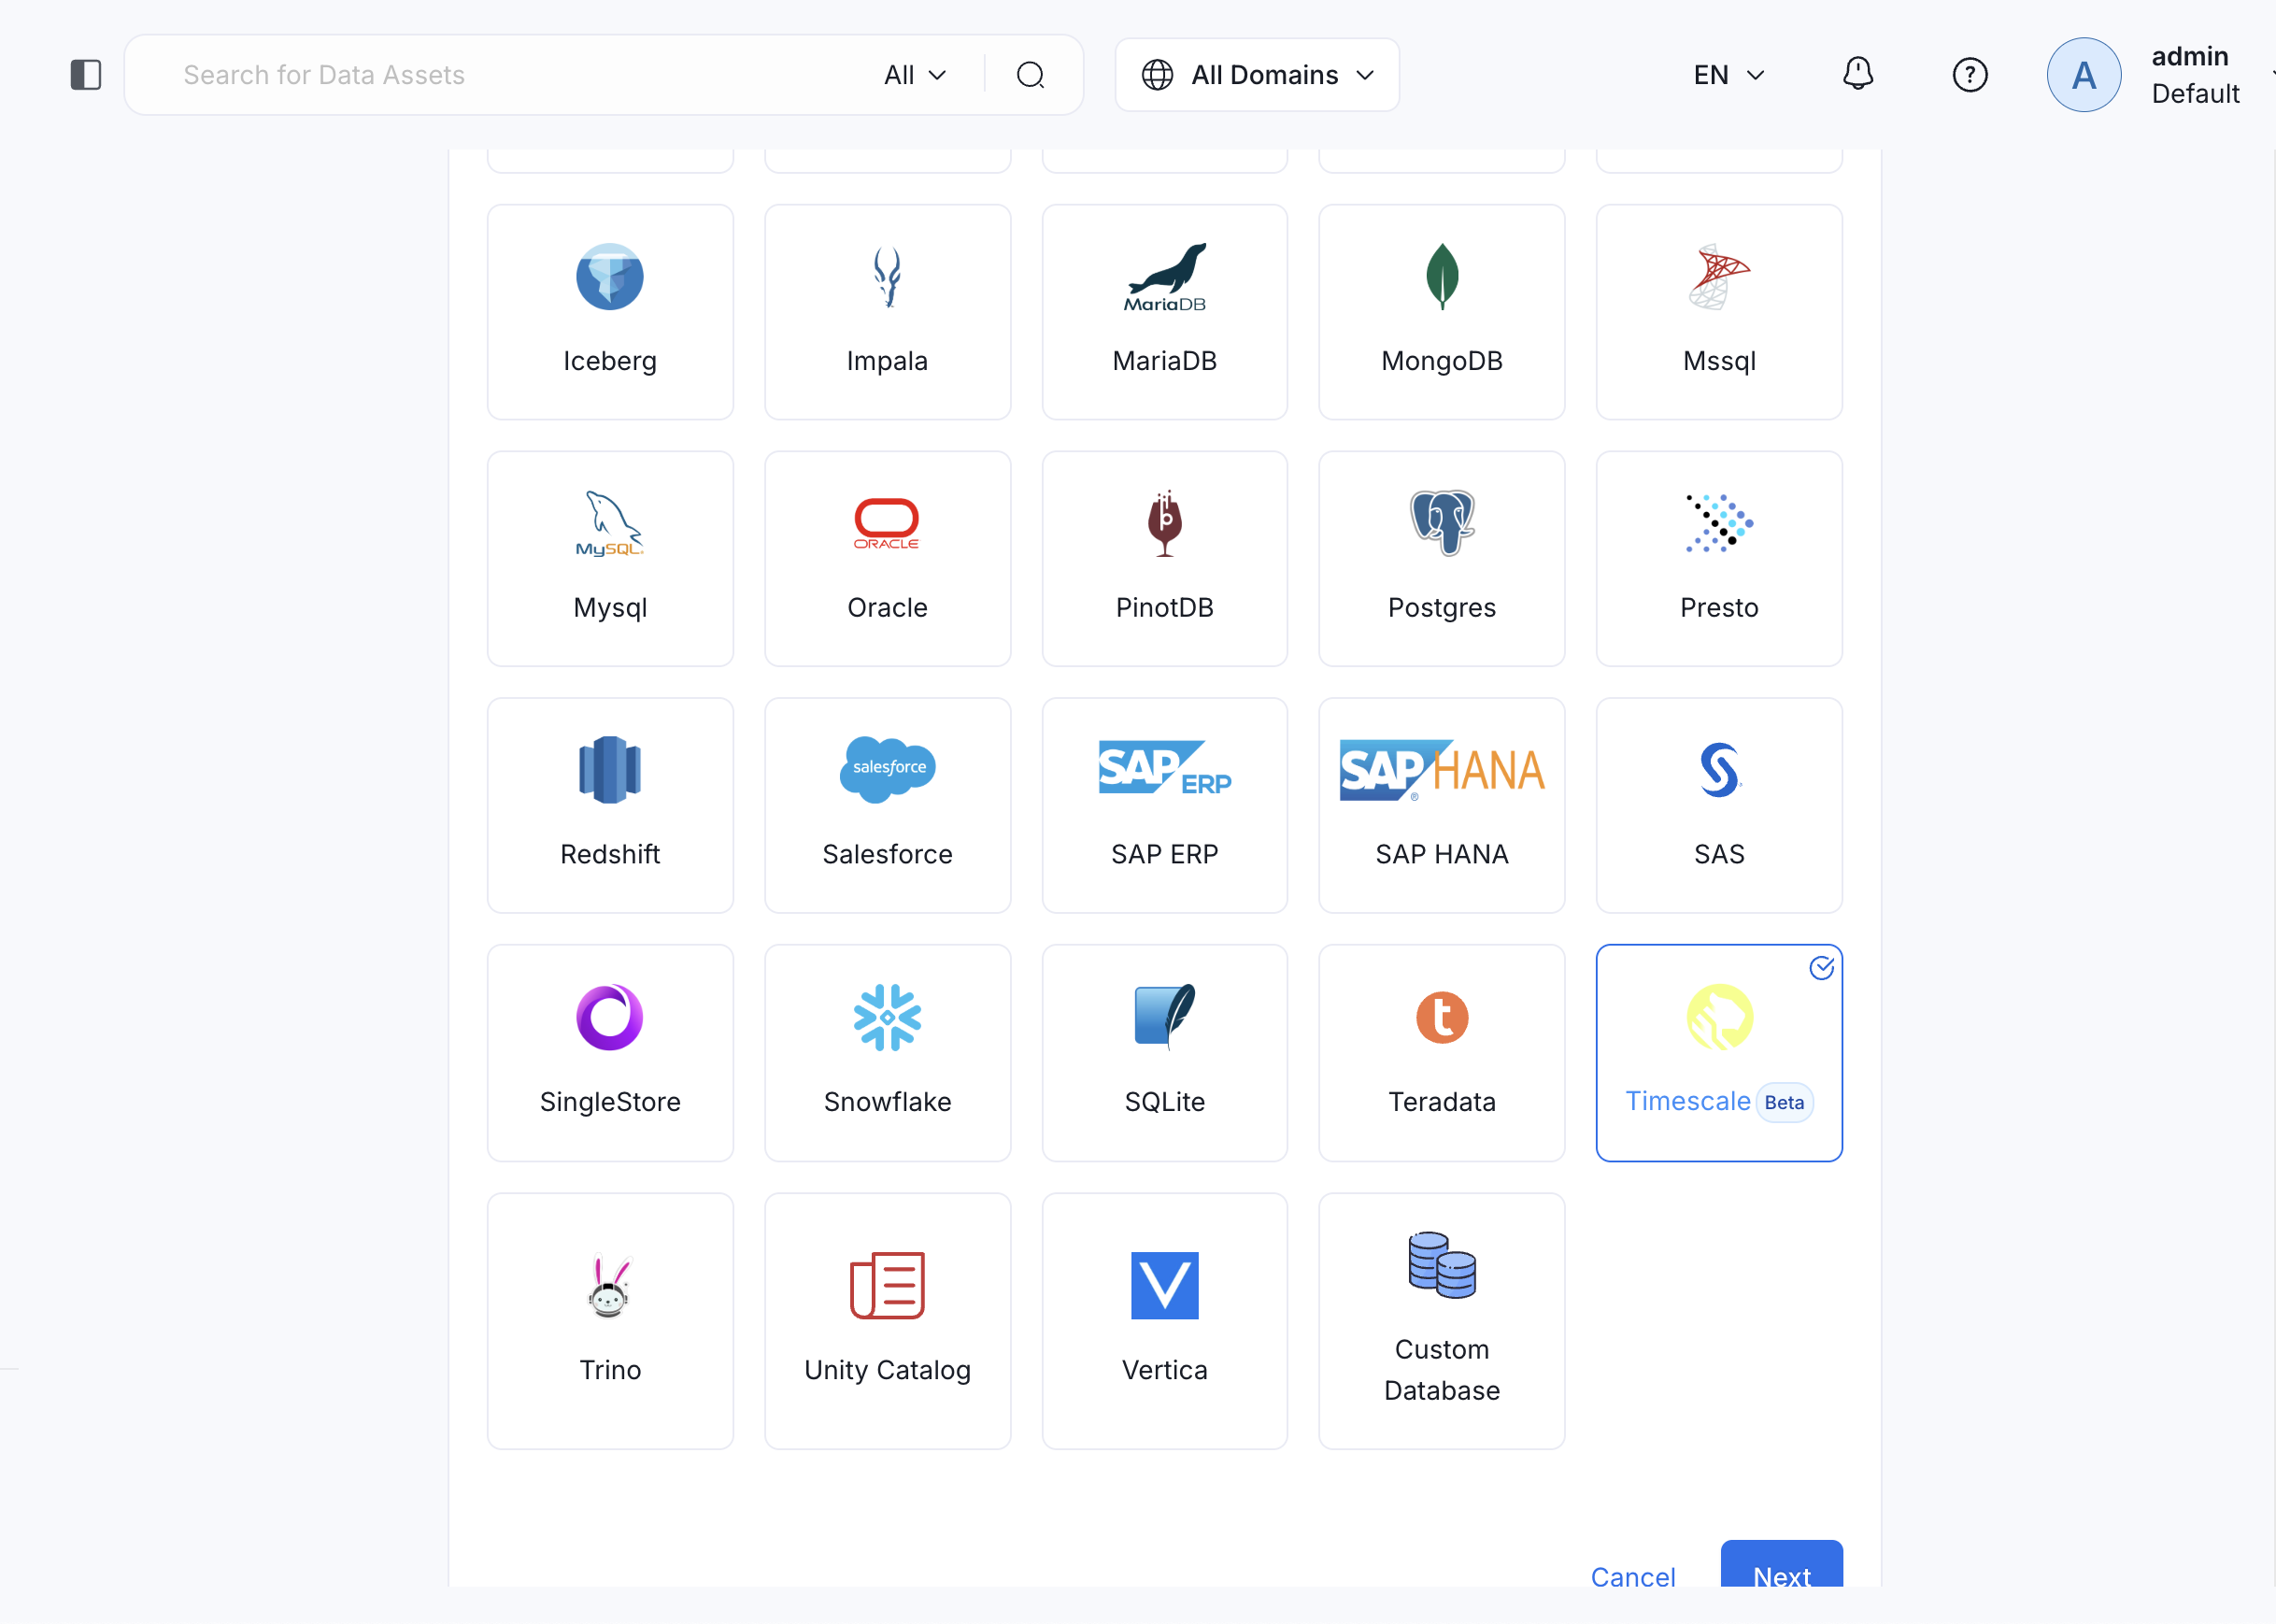 Search for Data Assets
All
All Domains
EN
A
admin
Default
MariaDB
Iceberg
Impala
MariaDB
MongoDB
Mssql
MySQL
ORACLE
p
Mysql
Oracle
PinotDB
Postgres
Presto
salesforce
SAP ERP
SAP HANA
Redshift
Salesforce
SAP ERP
SAP HANA
SAS
t
SingleStore
Snowflake
SQLite
Teradata
Timescale Beta
Trino
Unity Catalog
Vertica
Custom
Database
Cancel
Next